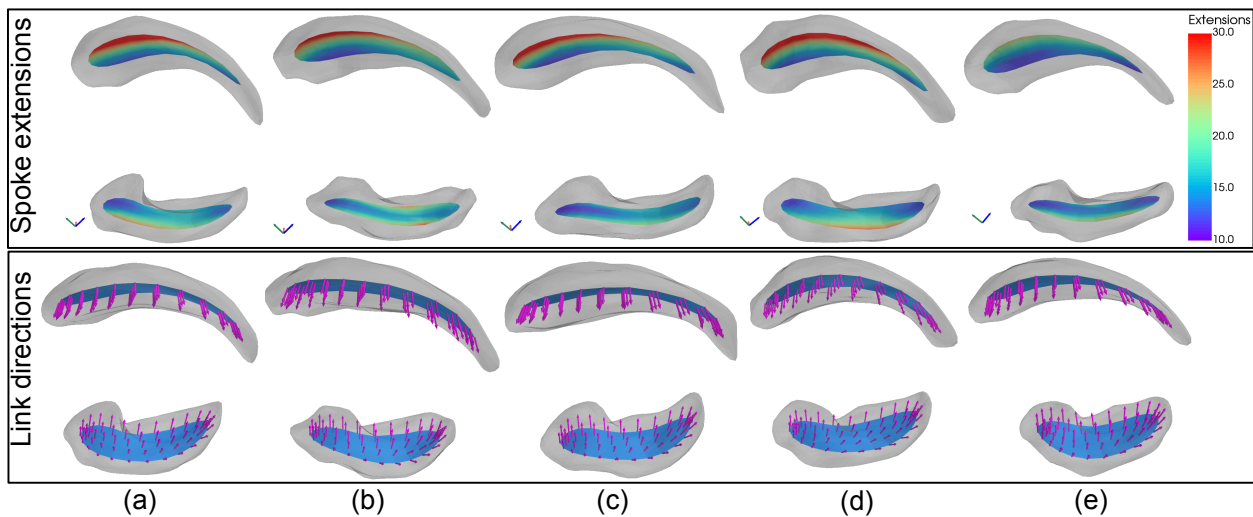 Spoke extensions
Extensions
30.0
25.0
20.0
15.0
10.0
Link directions
(a) (b) (c) (d) (e)